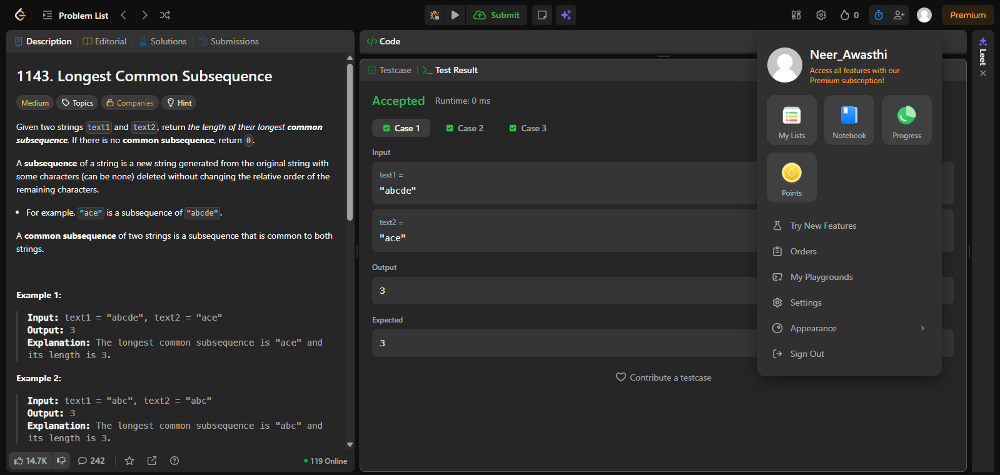 Problem List
Submit
0
Premium
Description
Editorial
Solutions
Submissions
1143. Longest Common Subsequence
Medium
Topics
Companies
Hint
Given two strings text1 and text2, return the length of their longest common
subsequence. If there is no common subsequence, return 0.
A subsequence of a string is a new string generated from the original string with
some characters (can be none) deleted without changing the relative order of the
remaining characters.
• For example, "ace" is a subsequence of "abcde".
A common subsequence of two strings is a subsequence that is common to both
strings.
Example 1:
Input: text1 = "abcde", text2 = "ace"
Output: 3
Explanation: The longest common subsequence is "ace" and
its length is 3.
Example 2:
Input: text1 = "abc", text2 = "abc"
Output: 3
Explanation: The longest common subsequence is "abc" and
its length is 3.
14.7K
242
119 Online
</> Code
Testcase
Test Result
Accepted
Runtime: 0 ms
Case 1
Case 2
Case 3
Input
text1 =
"abcde"
text2 =
"ace"
Output
3
Expected
3
Contribute a testcase
Neer_Awasthi
Access all features with our
Premium subscription!
My Lists
Notebook
Progress
Points
Try New Features
Orders
My Playgrounds
Settings
Appearance
Sign Out
Leet